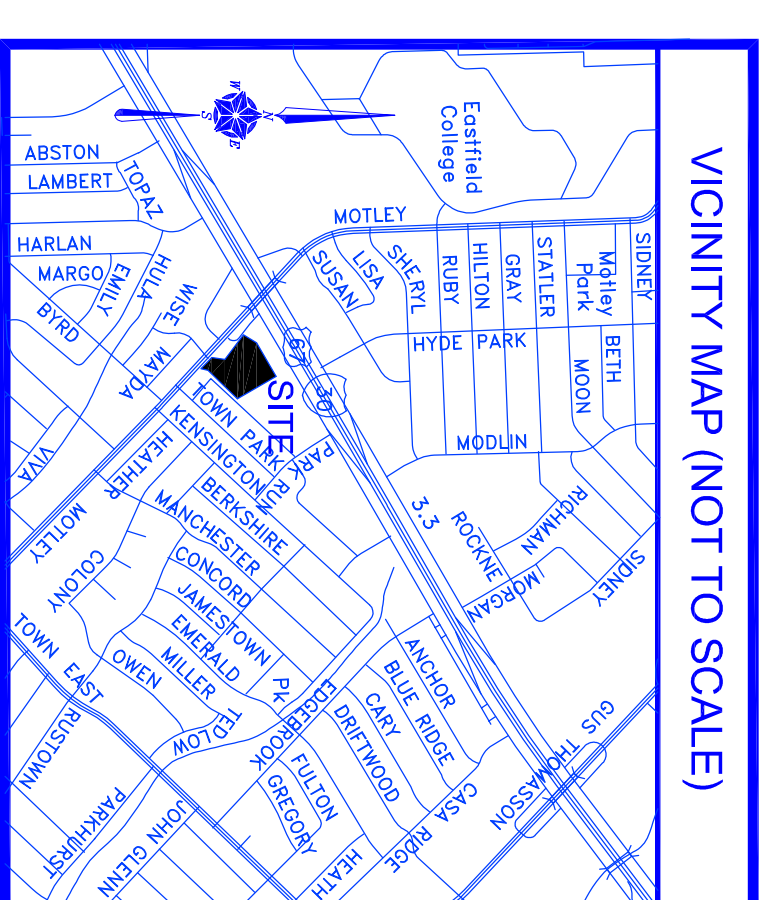 VICINITY MAP (NOT TO SCALE)
W
N
S
E
Eastfield
College
ABSTON
LAMBERT
TOPAZ
MOTLEY
HARLAN
MARGO
EMILY
HULA
WISE
BYRD
MAYDA
SUSAN
LISA
SHERYL
RUBY
HILTON
GRAY
STATLER
Motley
Park
SIDNEY
HYDE PARK
BETH
MOON
MODLIN
67
30
SITE
TOWN PARK
KENSINGTON
PARK RUN
BERKSHIRE
MANCHESTER
HEATHER
VIVA
MOTLEY
COLONY
CONCORD
JAMESTOWN
EMERALD
MILLER
OWEN
TOWN EAST
3.3
ROCKNE
RICHMAN
MORGAN
SIDNEY
ANCHOR
BLUE RIDGE
CARY
DRIFTWOOD
Pk
EDGEBROOK
TEDLOW
RUSTOWN
PARKHURST
JOHN GLENN
FULTON
GREGORY
HEATH
CASA RIDGE
GUS THOMASSON